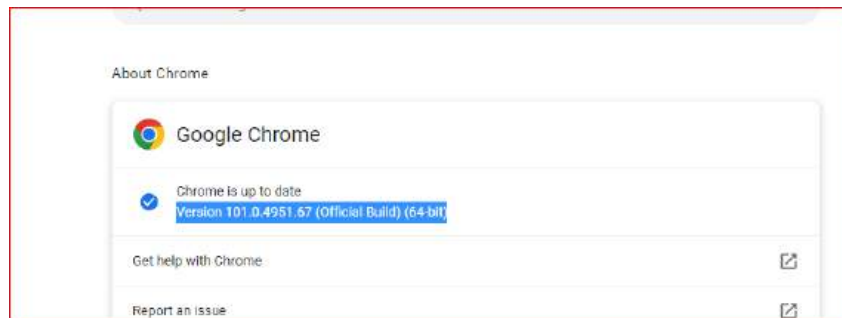 About Chrome
Google Chrome
Chrome is up to date
Version 101.0.4951.67 (Official Build) (64-bit)
Get help with Chrome
Report an issue